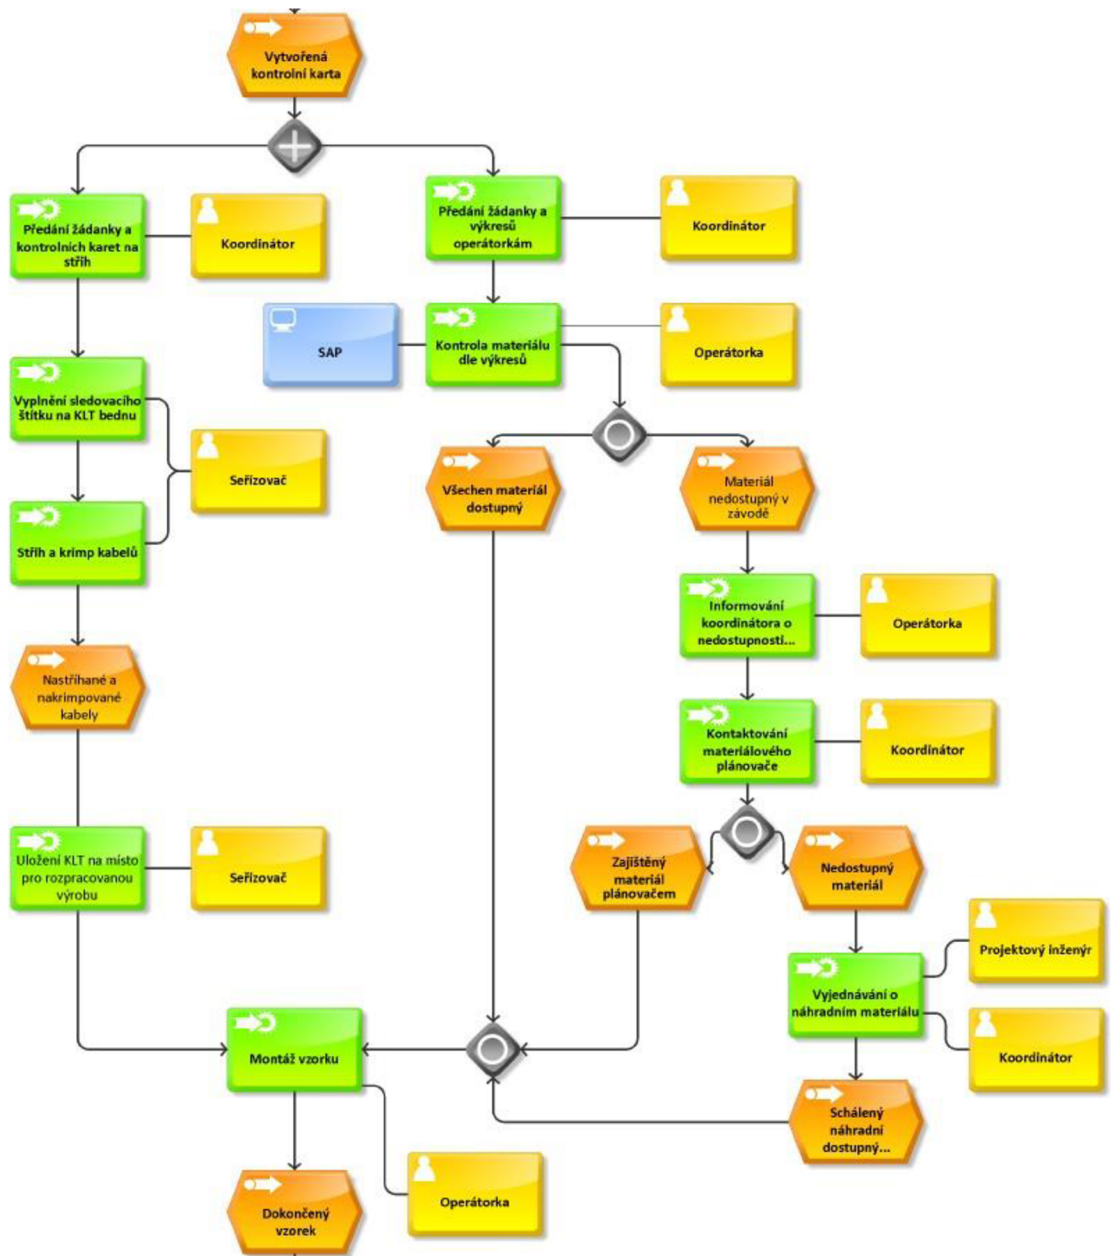 Vytvořená
kontrolní karta
Předání žádanky a
kontrolních karet na
střih
Koordinátor
Předání žádanky a
výkresů
operátorkám
Koordinátor
SAP
Kontrola materiálu
dle výkresů
Operátorka
Vyplnění sledovacího
štítku na KLT bednu
Seřizovač
Střih a krimp kabelů
Všechen materiál
dostupný
Materiál
nedostupný v
závodě
Informování
koordinátora o
nedostupnosti...
Operátorka
Nastříhané a
nakrimpované
kabely
Kontaktování
materiálového
plánovače
Koordinátor
Uložení KLT na místo
pro rozpracovanou
výrobu
Seřizovač
Zajištěný
materiál
plánovačem
Nedostupný
materiál
Projektový inženýr
Vyjednávání o
náhradním materiálu
Koordinátor
Montáž vzorku
Schálený
náhradní
dostupný...
Operátorka
Dokončený
vzorek